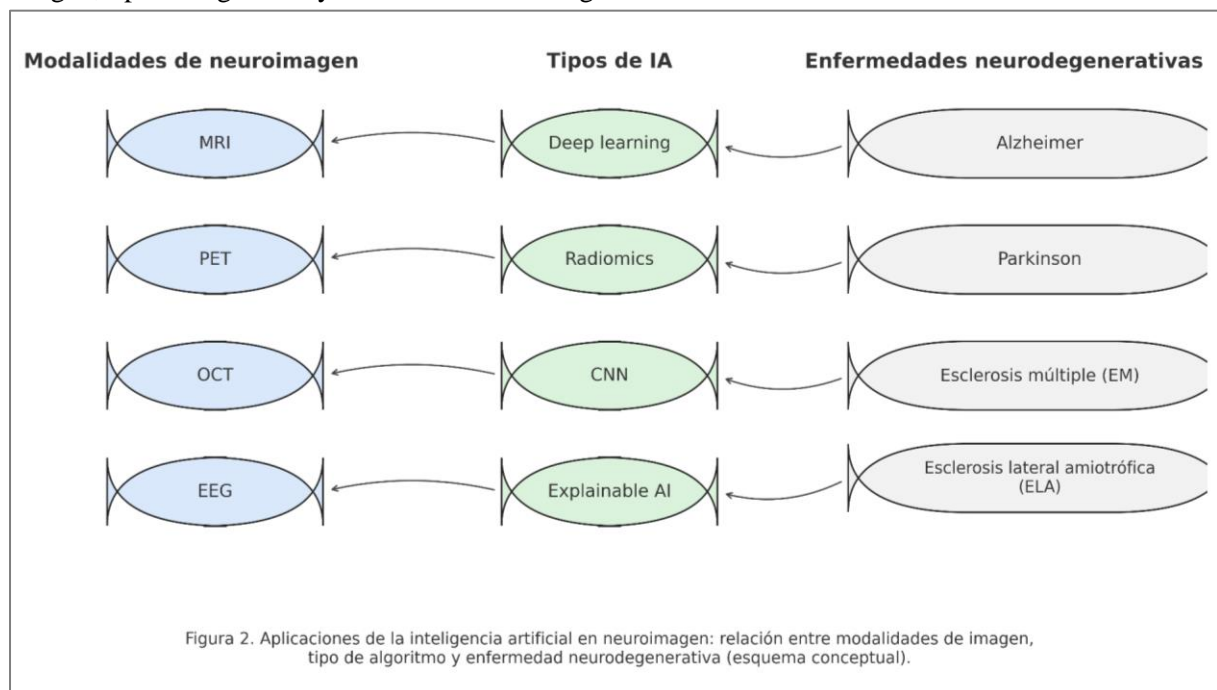 Modalidades de neuroimagen Tipos de IA Enfermedades neurodegenerativas
MRI Deep learning Alzheimer
PET Radiomics Parkinson
OCT CNN Esclerosis múltiple (EM)
EEG Explainable AI Esclerosis lateral amiotrófica
(ELA)
Figura 2. Aplicaciones de la inteligencia artificial en neuroimagen: relación entre modalidades de imagen,
tipo de algoritmo y enfermedad neurodegenerativa (esquema conceptual).